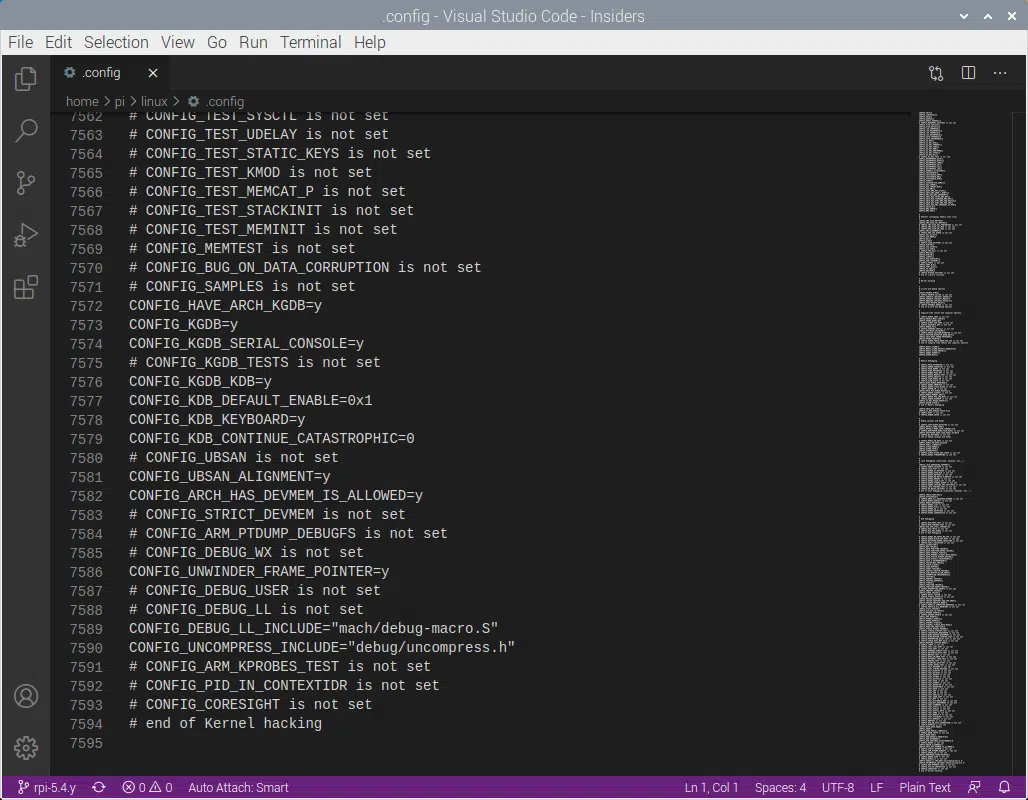 .config - Visual Studio Code - Insiders
File Edit Selection View Go Run Terminal Help
.config
home > pi > linux > .config
7562 # CONFIG_TEST_SYSCTL is not set
7563 # CONFIG_TEST_UDELAY is not set
7564 # CONFIG_TEST_STATIC_KEYS is not set
7565 # CONFIG_TEST_KMOD is not set
7566 # CONFIG_TEST_MEMCAT_P is not set
7567 # CONFIG_TEST_STACKINIT is not set
7568 # CONFIG_TEST_MEMINIT is not set
7569 # CONFIG_MEMTEST is not set
7570 # CONFIG_BUG_ON_DATA_CORRUPTION is not set
7571 # CONFIG_SAMPLES is not set
7572 CONFIG_HAVE_ARCH_KGDB=y
7573 CONFIG_KGDB=y
7574 CONFIG_KGDB_SERIAL_CONSOLE=y
7575 # CONFIG_KGDB_TESTS is not set
7576 CONFIG_KGDB_KDB=y
7577 CONFIG_KDB_DEFAULT_ENABLE=0x1
7578 CONFIG_KDB_KEYBOARD=y
7579 CONFIG_KDB_CONTINUE_CATASTROPHIC=0
7580 # CONFIG_UBSAN is not set
7581 CONFIG_UBSAN_ALIGNMENT=y
7582 CONFIG_ARCH_HAS_DEVMEM_IS_ALLOWED=y
7583 # CONFIG_STRICT_DEVMEM is not set
7584 # CONFIG_ARM_PTDUMP_DEBUGFS is not set
7585 # CONFIG_DEBUG_WX is not set
7586 CONFIG_UNWINDER_FRAME_POINTER=y
7587 # CONFIG_DEBUG_USER is not set
7588 # CONFIG_DEBUG_LL is not set
7589 CONFIG_DEBUG_LL_INCLUDE="mach/debug-macro.S"
7590 CONFIG_UNCOMPRESS_INCLUDE="debug/uncompress.h"
7591 # CONFIG_ARM_KPROBES_TEST is not set
7592 # CONFIG_PID_IN_CONTEXTIDR is not set
7593 # CONFIG_CORESIGHT is not set
7594 # end of Kernel hacking
7595
rpi-5.4.y 0 0 Auto Attach: Smart Ln 1, Col 1 Spaces: 4 UTF-8 LF Plain Text